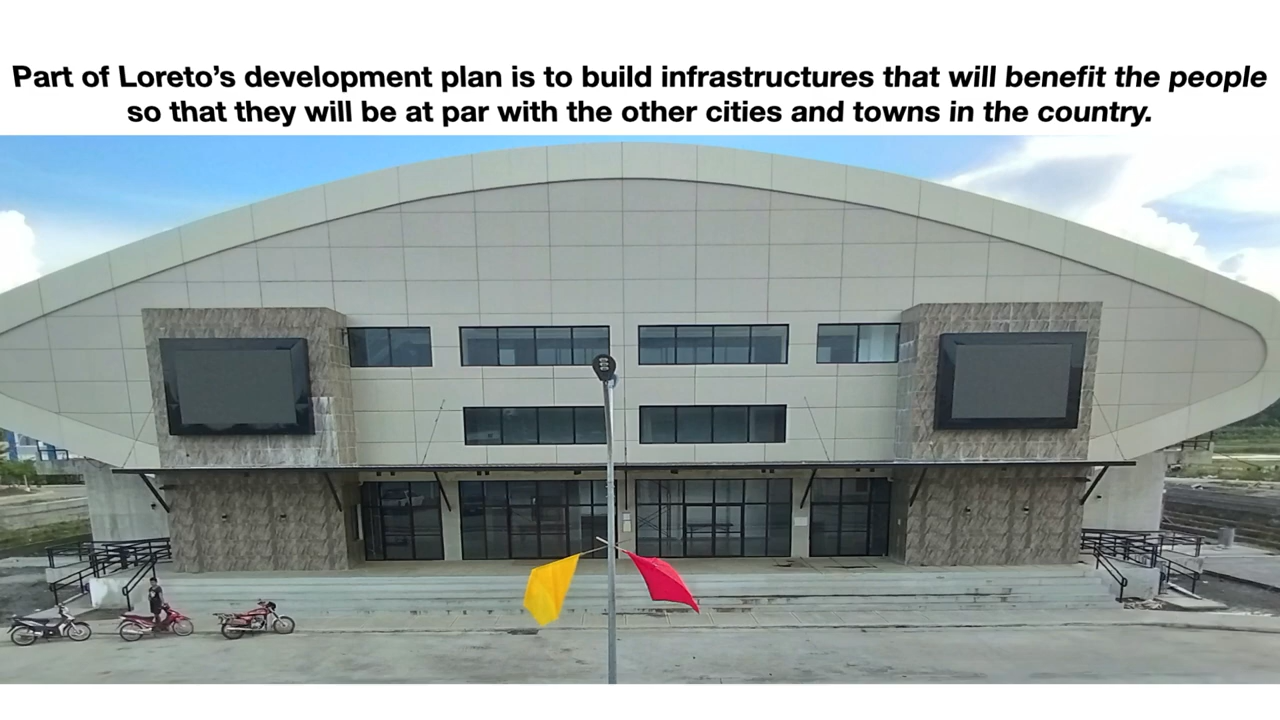 Part of Loreto’s development plan is to build infrastructures that will benefit the people
so that they will be at par with the other cities and towns in the country.